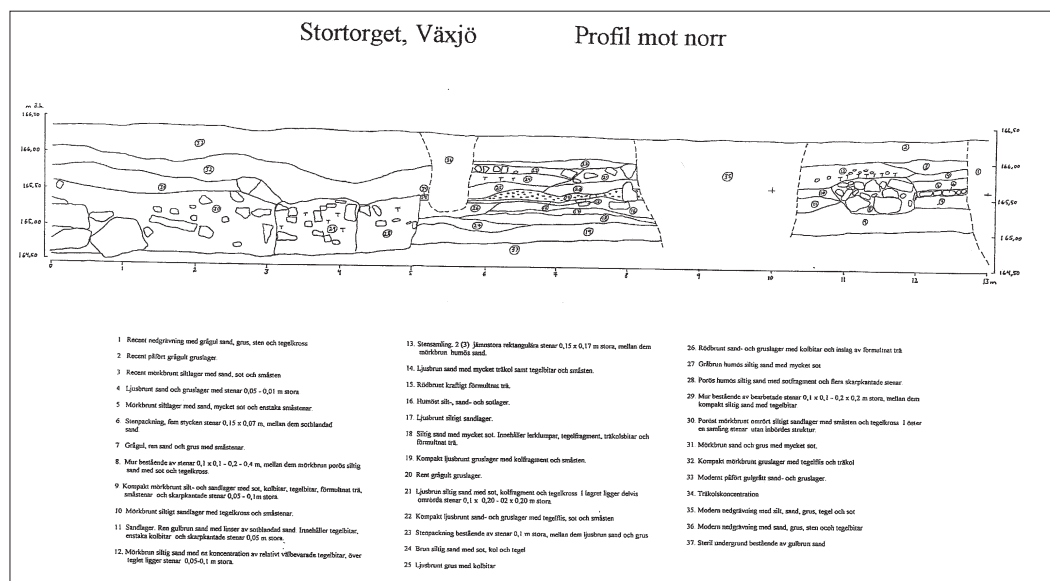 Stortorget, Växjö Profil mot norr
m ö.h.
166,50 166,50
166,00 166,00
165,50 165,50
165,00 165,00
164,50 164,50
0 1 2 3 4 5 6 7 8 9 10 11 12 13 m
1 Recent nedgrävning med grågul sand, grus, sten och tegelkross
2 Recent påfört grågult gruslager.
3 Recent mörkbrunt siltlager med sand, sot och småsten
4 Ljusbrunt sand och gruslager med stenar 0,05 - 0,01 m stora
5 Mörkbrunt siltlager med sand, mycket sot och enstaka småstenar
6 Stenpackning, fem stycken stenar 0,15 x 0,07 m, mellan dem sotblandad
sand
7 Grågul, ren sand och grus med småstenar.
8 Mur bestående av stenar 0,1 x 0,1 - 0,2 - 0,4 m, mellan dem mörkbrun porös siltig
sand med sot och tegelkross.
9 Kompakt mörkbrunt silt- och sandlager med sot, kolbitar, tegelbitar, förmultnat trä,
småstenar och skarpkantade stenar 0,05 - 0,1m stora.
10 Mörkbrunt siltigt sandlager med tegelkross och småstenar.
11 Sandlager. Ren gulbrun sand med linser av sotblandad sand Innehåller tegelbitar,
enstaka kolbitar och skarpkantade stenar 0,05 m stora.
12. Mörkbrun siltig sand med en koncentration av relativt välbevarade tegelbitar, över
teglet ligger stenar 0,05-0,1 m stora.
13. Stensamling. 2 (3) jämnstora rektangulära stenar 0,15 x 0,17 m stora, mellan dem
mörkbrun humös sand.
14. Ljusbrun sand med mycket träkol samt tegelbitar och småsten.
15. Rödbrunt kraftigt förmultnat trä.
16. Humöst silt-, sand- och sotlager.
17. Ljusbrunt siltigt sandlager.
18 Siltig sand med mycket sot. Innehåller lerklumpar, tegelfragment, träkolsbitar och
förmultnat trä.
19. Kompakt ljusbrunt gruslager med kolfragment och småsten.
20 Rent grågult gruslager.
21 Ljusbrun siltig sand med sot, kolfragment och tegelkross I lagret ligger delvis
omrörda stenar 0,1 x 0,20 - 02 x 0,20 m stora.
22 Kompakt ljusbrunt sand- och gruslager med tegelflis, sot och småsten
23 Stenpackning bestående av stenar 0,1 m stora, mellan dem ljusbrun sand och grus
24 Brun siltig sand med sot, kol och tegel
25 Ljusbrunt grus med kolbitar
26. Rödbrunt sand- och gruslager med kolbitar och inslag av förmultnat trä
27 Gråbrun humös siltig sand med mycket sot
28. Porös humös siltig sand med sotfragment och flera skarpkantade stenar
29. Mur bestående av bearbetade stenar 0,1 x 0,1 - 0,2 x 0,2 m stora, mellan dem
kompakt siltig sand med tegelbitar
30. Poröst mörkbrunt omrört siltigt sandlager med småsten och tegelkross I öster
en samling stenar utan inbördes struktur.
31. Mörkbrun sand och grus med mycket sot.
32. Kompakt mörkbrunt gruslager med tegelflis och träkol
33. Modernt påfört gulgrått sand- och gruslager.
34. Träkolskoncentration
35. Modern nedgrävning med silt, sand, grus, tegel och sot
36. Modern nedgrävning med sand, grus, sten ocoh tegelbitar
37. Steril underground bestående av gulbrun sand